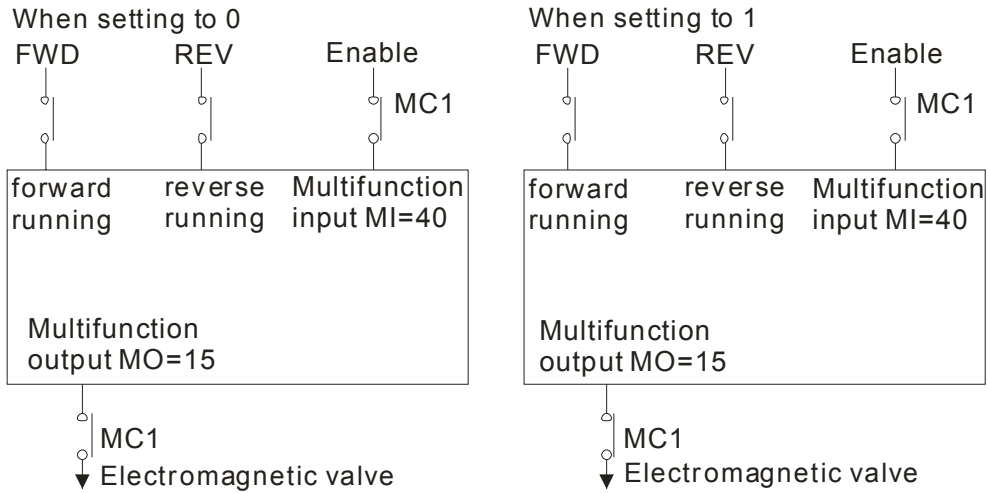 When setting to 0
FWD REV Enable
MC1
forward running
reverse running
Multifunction input MI=40
Multifunction
output MO=15
MC1
Electromagnetic valve
When setting to 1
FWD REV Enable
MC1
forward running
reverse running
Multifunction input MI=40
Multifunction
output MO=15
MC1
Electromagnetic valve